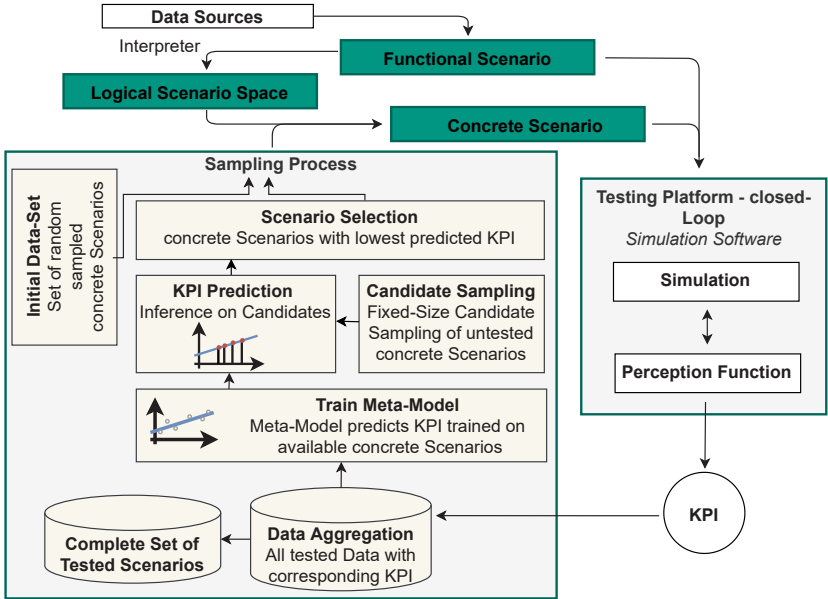 Data Sources
Interpreter
Functional Scenario
Logical Scenario Space
Concrete Scenario
Sampling Process
Initial Data-Set
Set of random
sampled
concrete Scenarios
Scenario Selection
concrete Scenarios with lowest predicted KPI
KPI Prediction
Inference on Candidates
Candidate Sampling
Fixed-Size Candidate
Sampling of untested
concrete Scenarios
Train Meta-Model
Meta-Model predicts KPI trained on
available concrete Scenarios
Complete Set of
Tested Scenarios
Data Aggregation
All tested Data with
corresponding KPI
Testing Platform - closed-
Loop
Simulation Software
Simulation
Perception Function
KPI